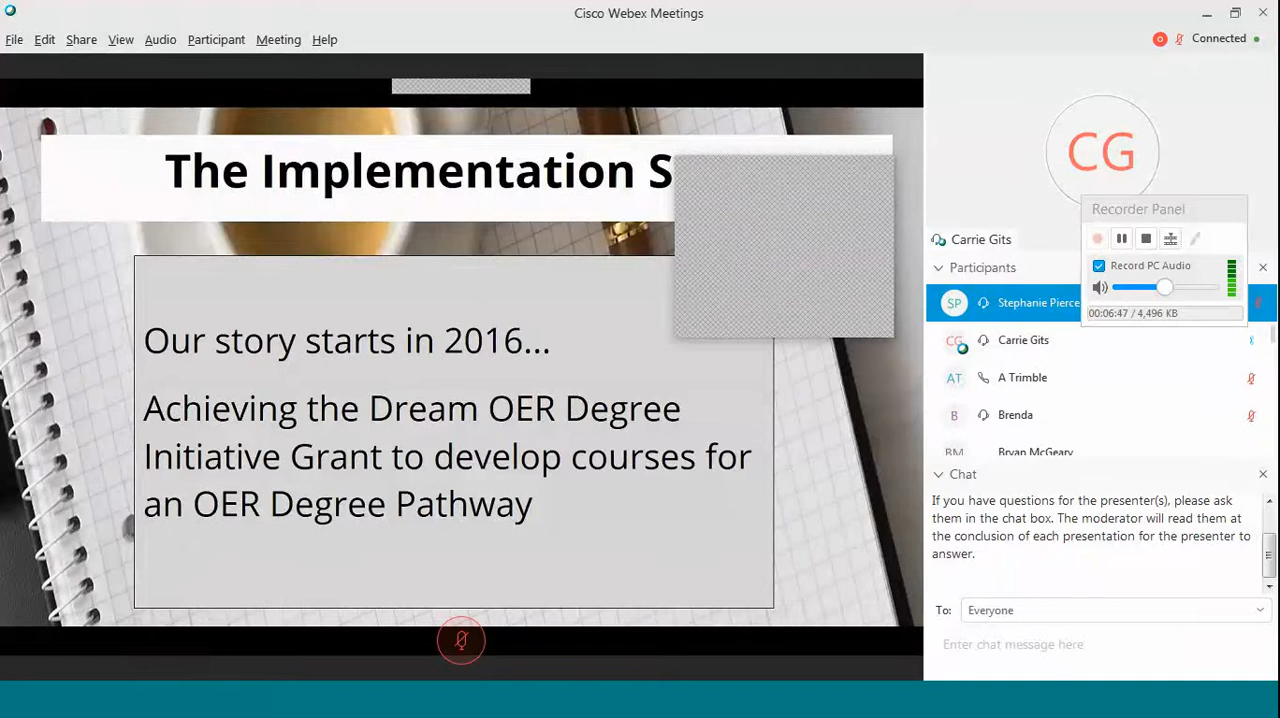 Cisco Webex Meetings
File Edit Share View Audio Participant Meeting Help
Connected
The Implementation S
Our story starts in 2016...
Achieving the Dream OER Degree
Initiative Grant to develop courses for
an OER Degree Pathway
CG
Carrie Gits
Recorder Panel
Record PC Audio
00:06:47 / 4,496 KB
Participants
SP Stephanie Pierce
CG Carrie Gits
AT A Trimble
B Brenda
BM Bryan McGeary
Chat
If you have questions for the presenter(s), please ask
them in the chat box. The moderator will read them at
the conclusion of each presentation for the presenter to
answer.
To: Everyone
Enter chat message here